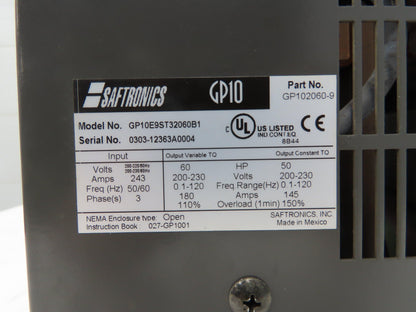 SAFTRONICS GP10 Part No.
GP102060-9
Model No. GP10E9ST32060B1
Serial No. 0303-12363A0004
C UL US LISTED
IND.CONT.EQ
8B44
Input Output Variable TQ Output Constant TQ
Volts 60 HP 50
200-230 Volts 200-230
Amps 243 0.1-120 Freq.Range(Hz) 0.1-120
Freq (Hz) 50/60 180 Amps 145
Phase(s) 3 110% Overload (1min) 150%
NEMA Enclosure type: Open SAFTRONICS, INC
Instruction Book : 027-GP1001 Made in Mexico